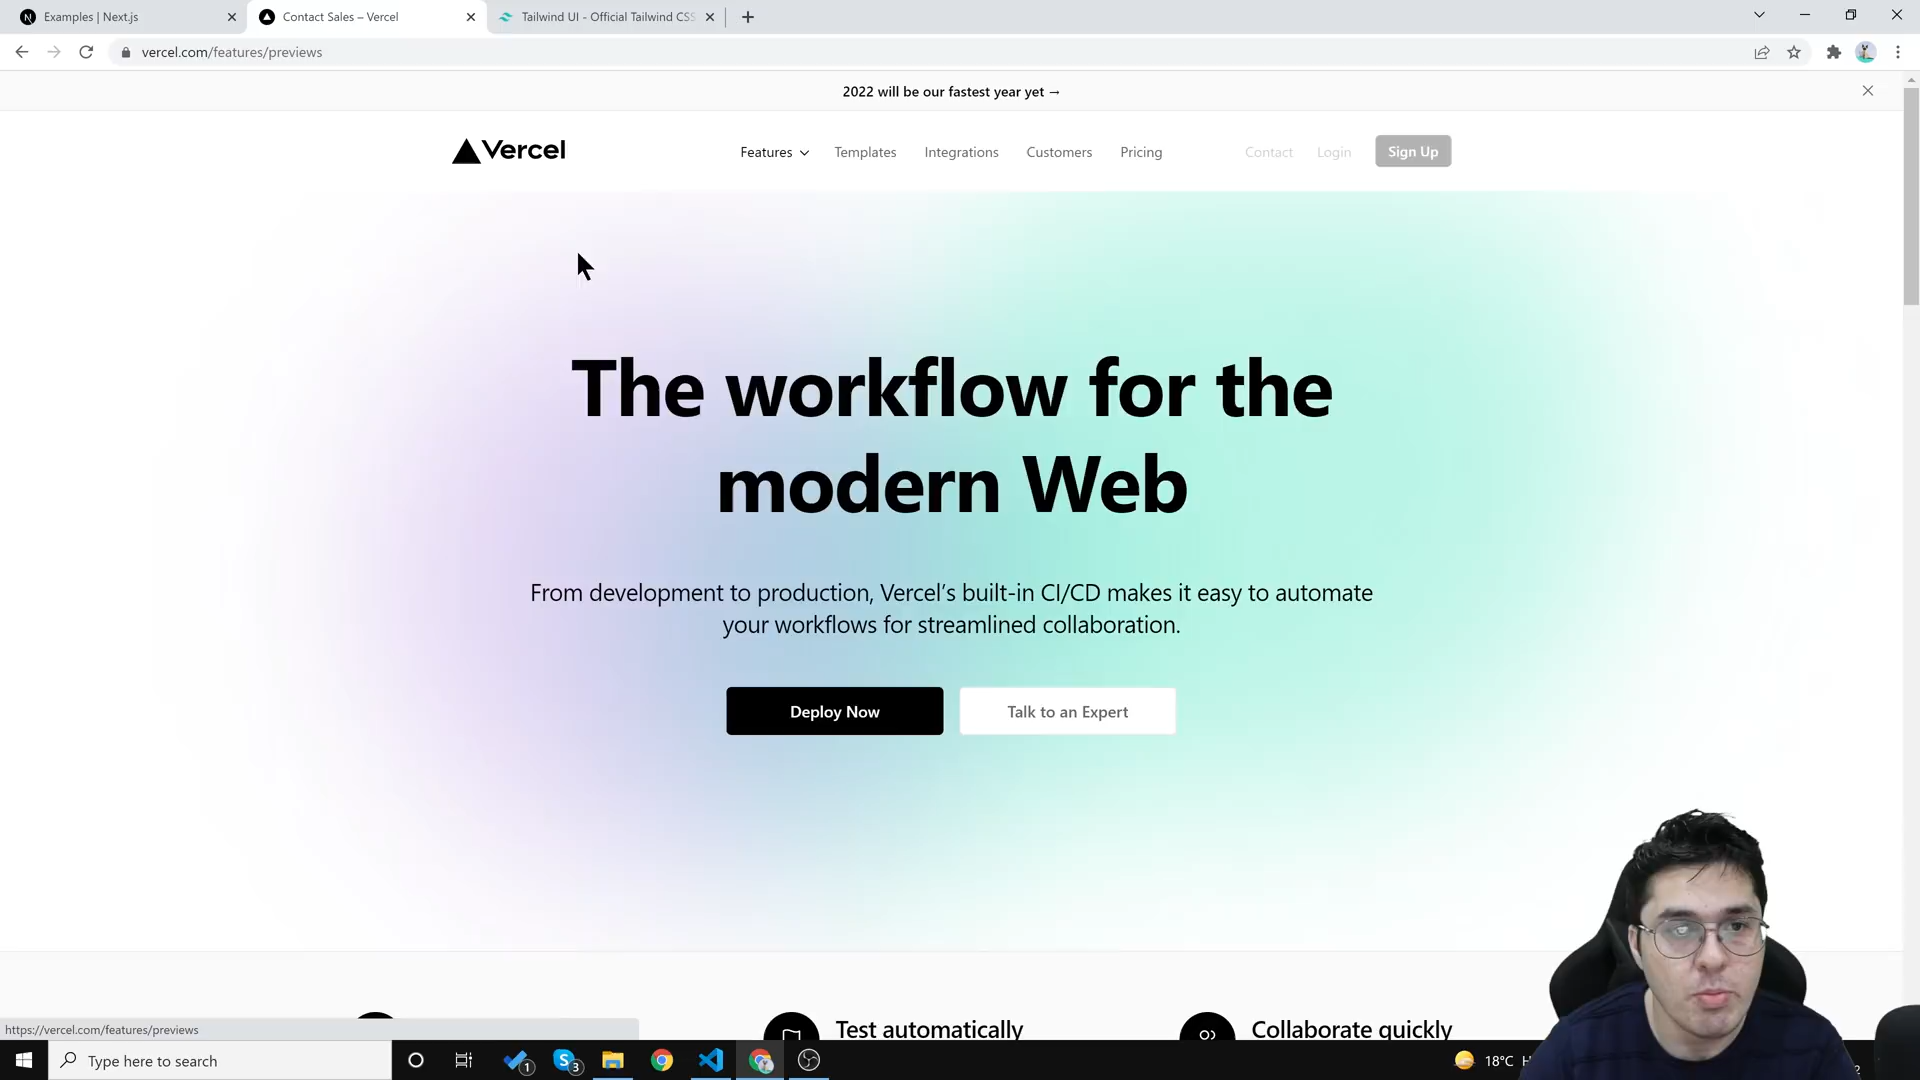 Examples | Next.js
Contact Sales – Vercel
Tailwind UI - Official Tailwind CSS
vercel.com/features/previews
2022 will be our fastest year yet →
Vercel
Features
Templates
Integrations
Customers
Pricing
Contact
Login
Sign Up
The workflow for the
modern Web
From development to production, Vercel's built-in CI/CD makes it easy to automate
your workflows for streamlined collaboration.
Deploy Now
Talk to an Expert
Test automatically
Collaborate quickly
https://vercel.com/features/previews
Type here to search
1
3
18°C